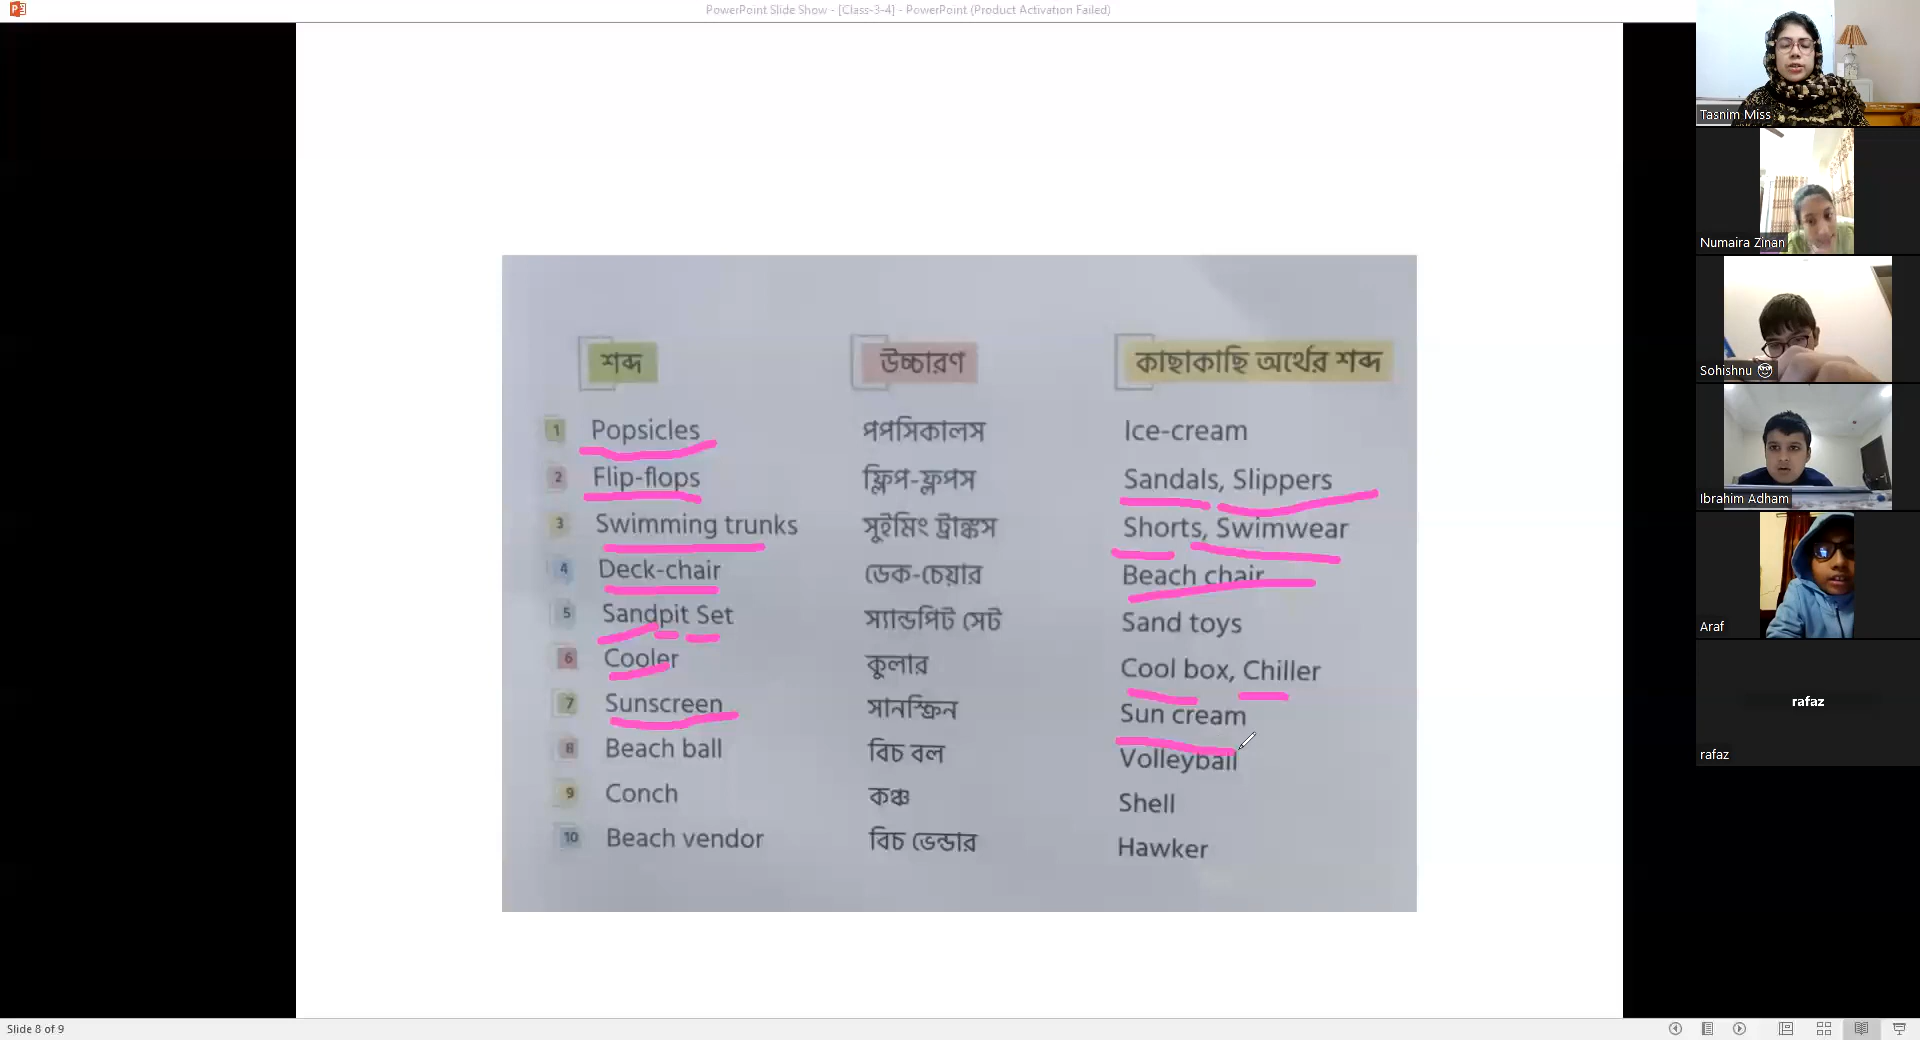 PowerPoint Slide Show - [Class-3-4] - PowerPoint (Product Activation Failed)
শব্দ উচ্চারণ কাছাকাছি অর্থের শব্দ
1 Popsicles পপসিকালস Ice-cream
2 Flip-flops ফ্লিপ-ফ্লপস Sandals, Slippers
3 Swimming trunks সুইমিং ট্রাঙ্কস Shorts, Swimwear
4 Deck-chair ডেক-চেয়ার Beach chair
5 Sandpit Set স্যান্ডপিট সেট Sand toys
6 Cooler কুলার Cool box, Chiller
7 Sunscreen সানস্ক্রিন Sun cream
8 Beach ball বিচ বল Volleyball
9 Conch কঞ্চ Shell
10 Beach vendor বিচ ভেন্ডার Hawker
Tasnim Miss
Numaira Zinan
Sohishnu
Ibrahim Adham
Araf
rafaz
rafaz
Slide 8 of 9